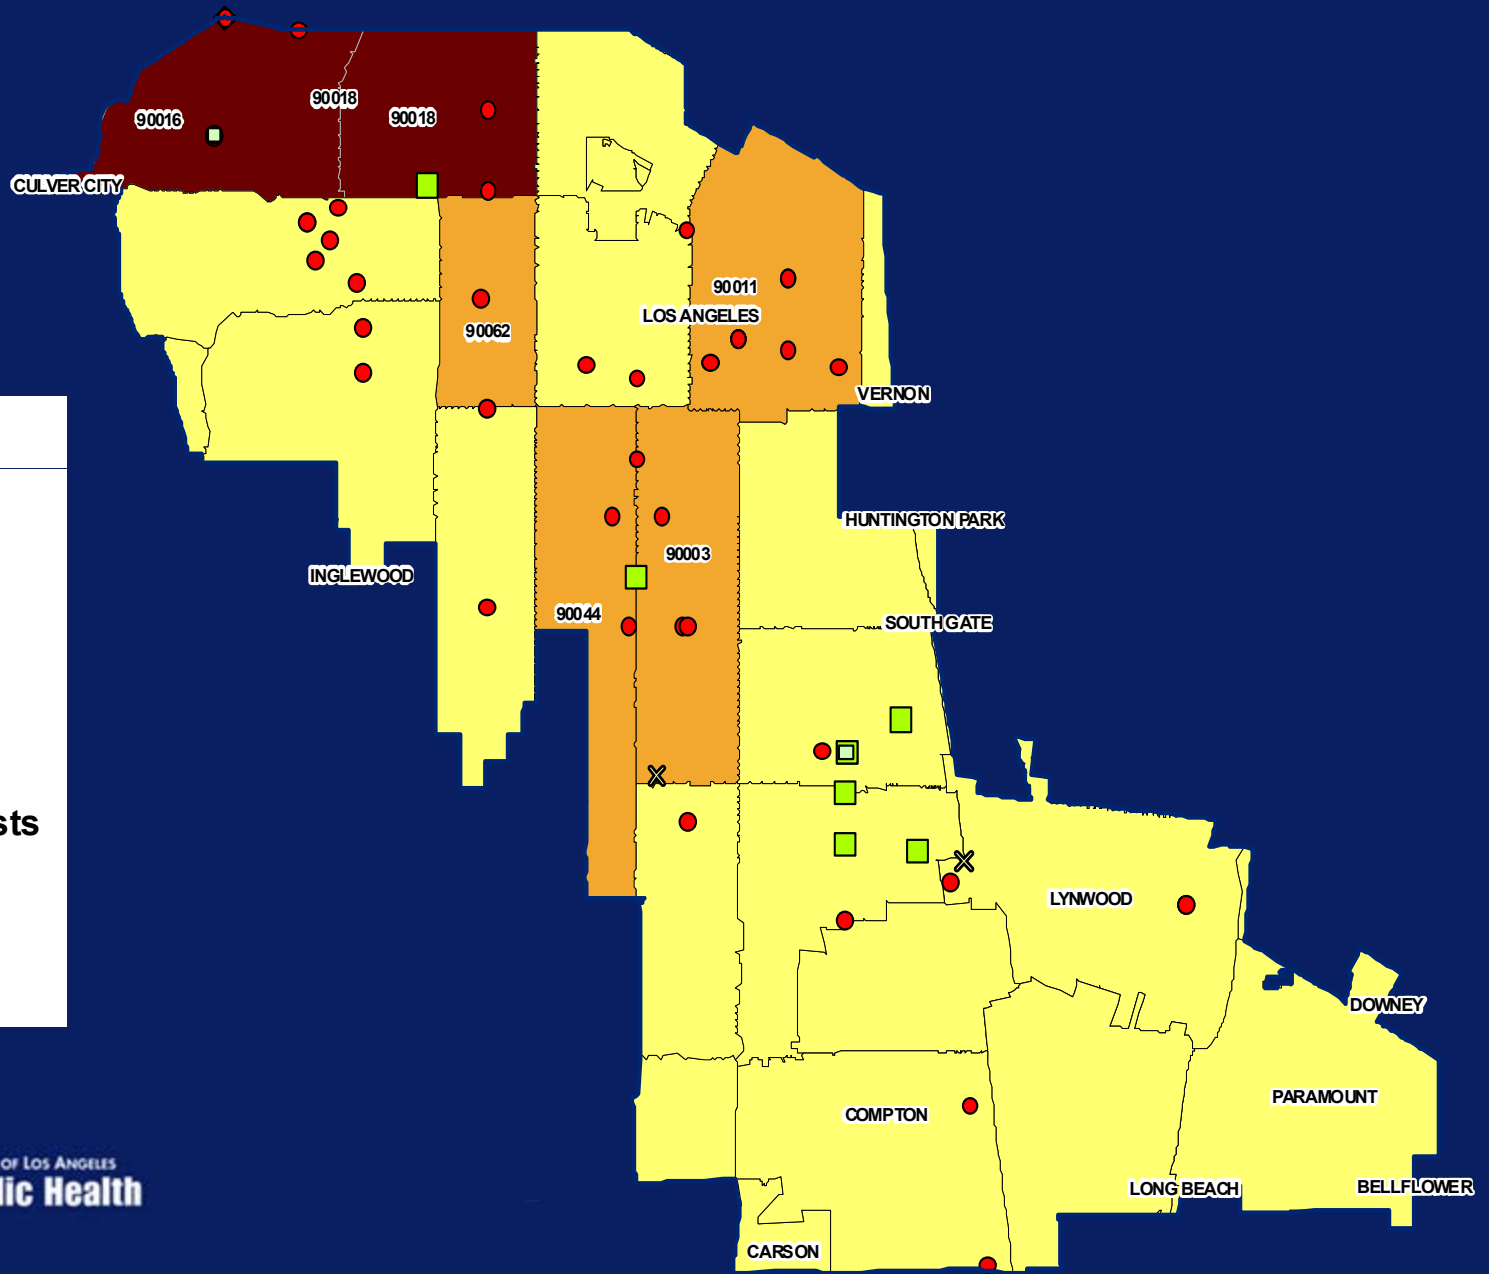 90018
90018
90016
CULVER CITY
90011
LOS ANGELES
90062
VERNON
HUNTINGTON PARK
90003
INGLEWOOD
90044
SOUTH GATE
sts
LYNWOOD
DOWNEY
PARAMOUNT
COMPTON
OF LOS ANGELES
lic Health
LONG BEACH
BELLFLOWER
CARSON